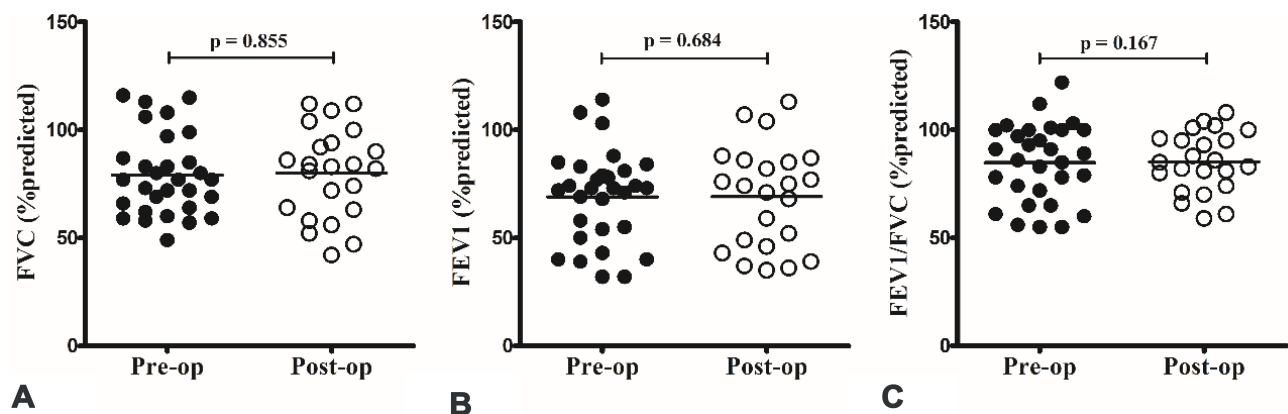 150
100
50
0
FVC (%predicted)
p = 0.855
Pre-op
Post-op
A
150
100
50
0
FEV1 (%predicted)
p = 0.684
Pre-op
Post-op
B
150
100
50
0
FEV1/FVC (%predicted)
p = 0.167
Pre-op
Post-op
C